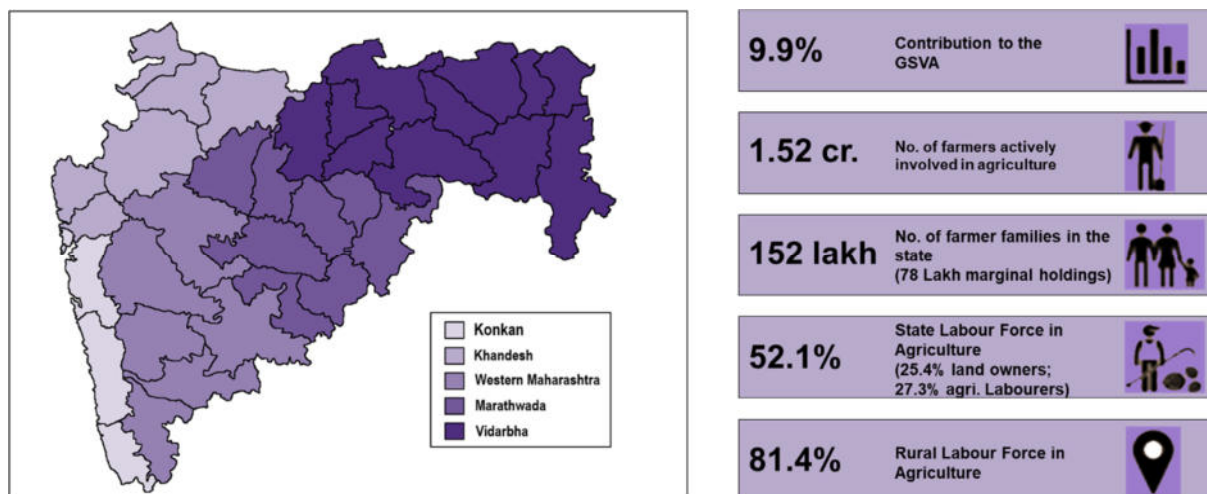 Konkan
Khandesh
Western Maharashtra
Marathwada
Vidarbha
9.9%
Contribution to the
GSVA
1.52 cr.
No. of farmers actively
involved in agriculture
152 lakh
No. of farmer families in the
state
(78 Lakh marginal holdings)
52.1%
State Labour Force in
Agriculture
(25.4% land owners;
27.3% agri. Labourers)
81.4%
Rural Labour Force in
Agriculture